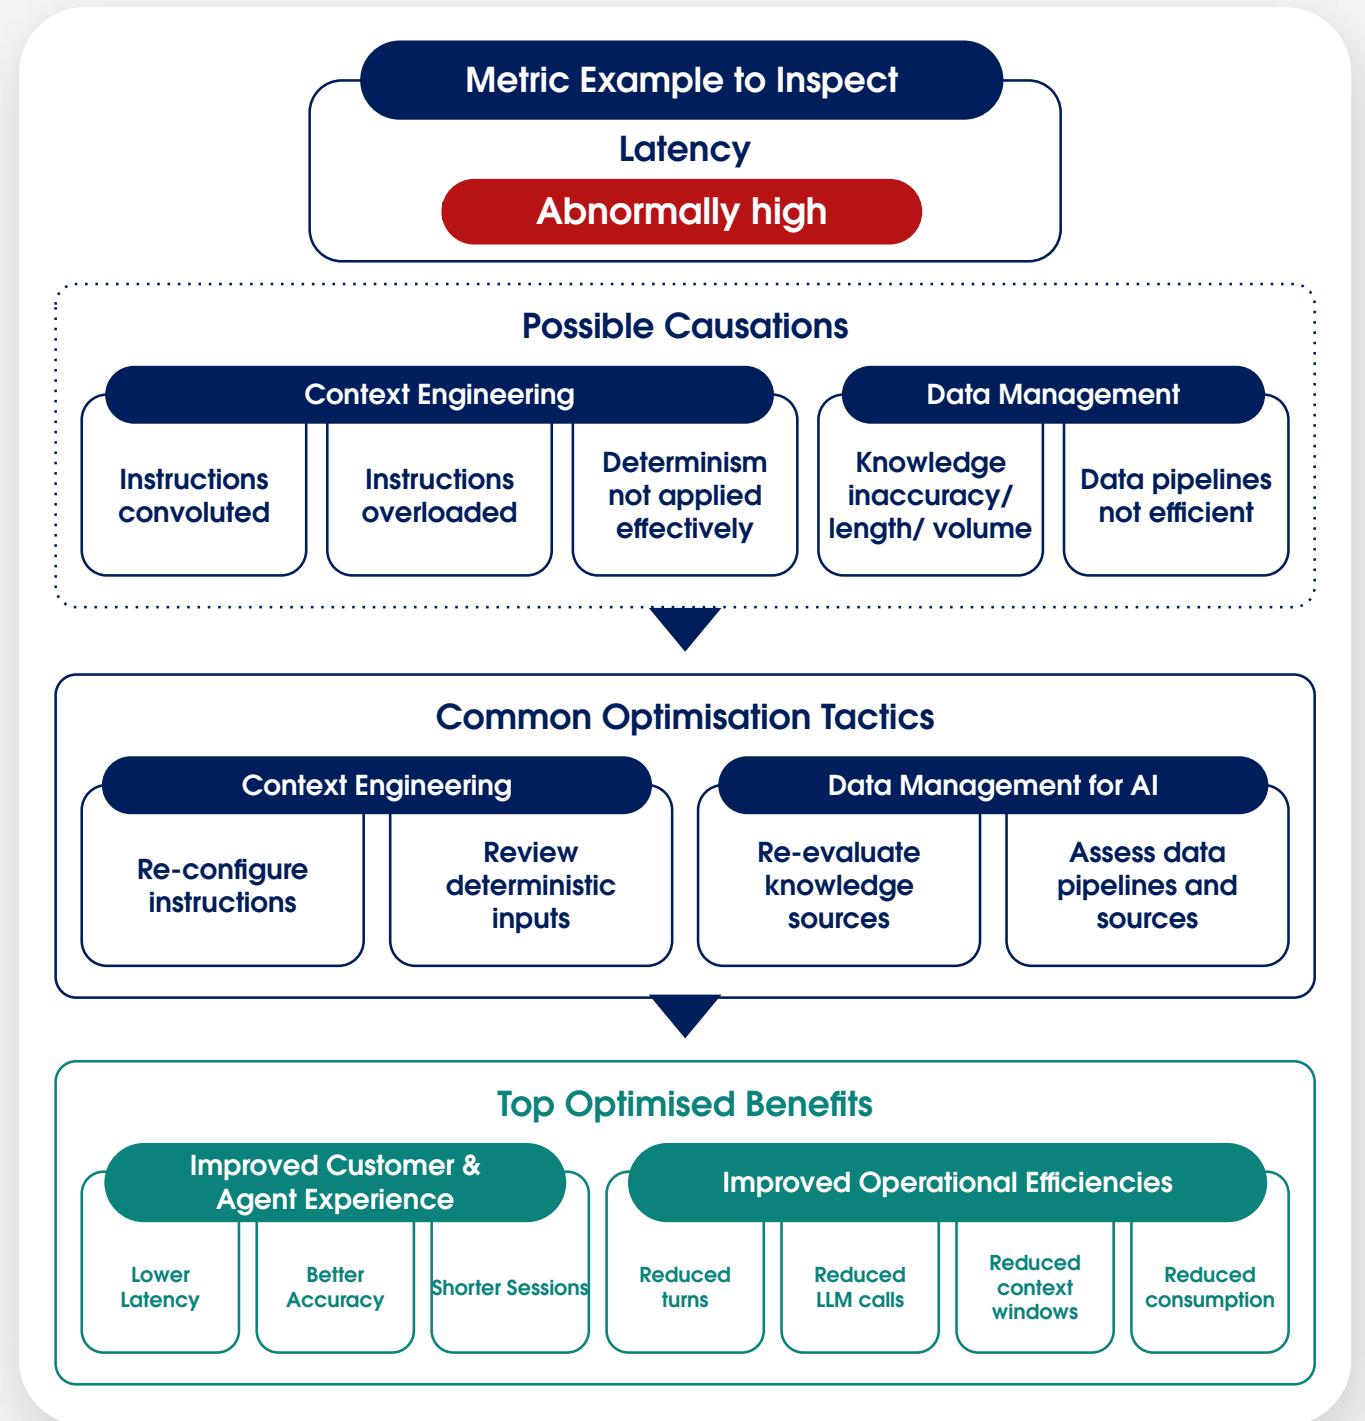 Metric Example to Inspect
Latency
Abnormally high
Possible Causations
Context Engineering
Instructions
convoluted
Instructions
overloaded
Determinism
not applied
effectively
Data Management
Knowledge
inaccuracy/
length/ volume
Data pipelines
not efficient
Common Optimisation Tactics
Context Engineering
Re-configure
instructions
Review
deterministic
inputs
Data Management for AI
Re-evaluate
knowledge
sources
Assess data
pipelines and
sources
Top Optimised Benefits
Improved Customer &
Agent Experience
Lower
Latency
Better
Accuracy
Shorter Sessions
Improved Operational Efficiencies
Reduced
turns
Reduced
LLM calls
Reduced
context
windows
Reduced
consumption